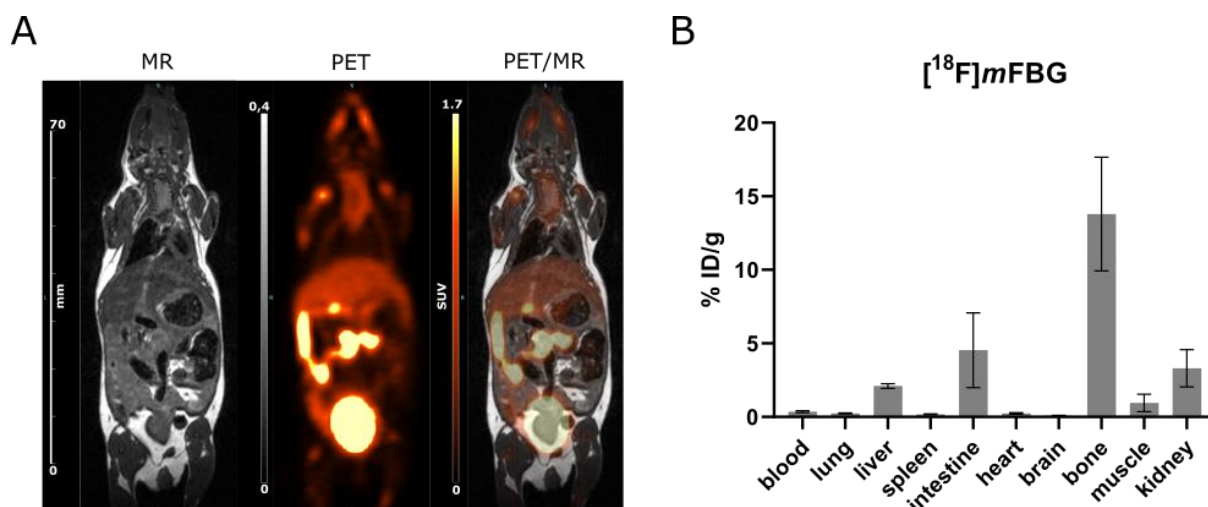 A
MR
PET
PET/MR
70
mm
0
0,4
0
1.7
SUV
0
B
[¹⁸F]mFBG
% ID/g
20
15
10
5
0
blood
lung
liver
spleen
intestine
heart
brain
bone
muscle
kidney